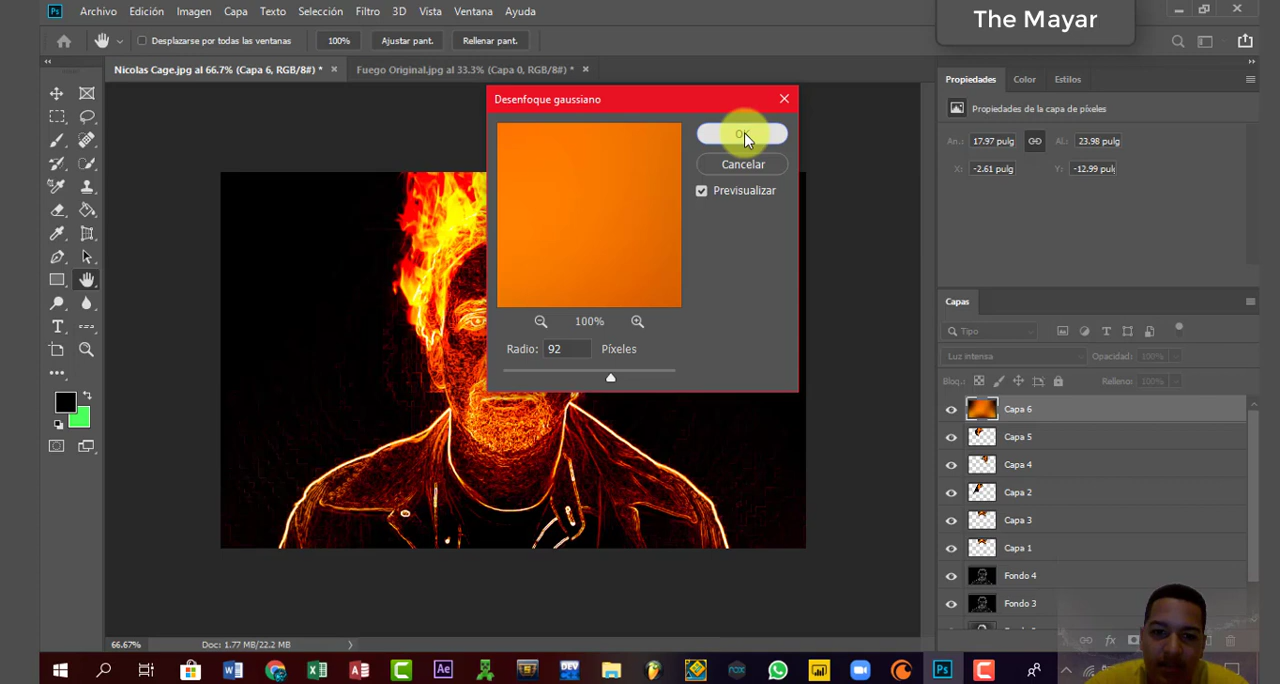 The Mayar
Ps Archivo Edición Imagen Capa Texto Selección Filtro 3D Vista Ventana Ayuda
Desplazarse por todas las ventanas 100% Ajustar pant. Rellenar pant.
Nicolas Cage.jpg al 66.7% (Capa 6, RGB/8#) * × Fuego Original.jpg al 33.3% (Capa 0, RGB/8#) * ×
Desenfoque gaussiano
OK
Cancelar
Previsualizar
100%
Radio: 92 Píxeles
Propiedades Color Estilos
Propiedades de la capa de píxeles
An.: 17.97 pulg Al.: 23.98 pulg
X: -2.61 pulg Y: -12.99 pulg
Capas
Tipo
Luz intensa Opacidad: 100%
Bloq.: Relleno: 100%
Capa 6
Capa 5
Capa 4
Capa 2
Capa 3
Capa 1
Fondo 4
Fondo 3
fx
66.67% Doc: 1.77 MB/22.2 MB
Ae DEV Ps